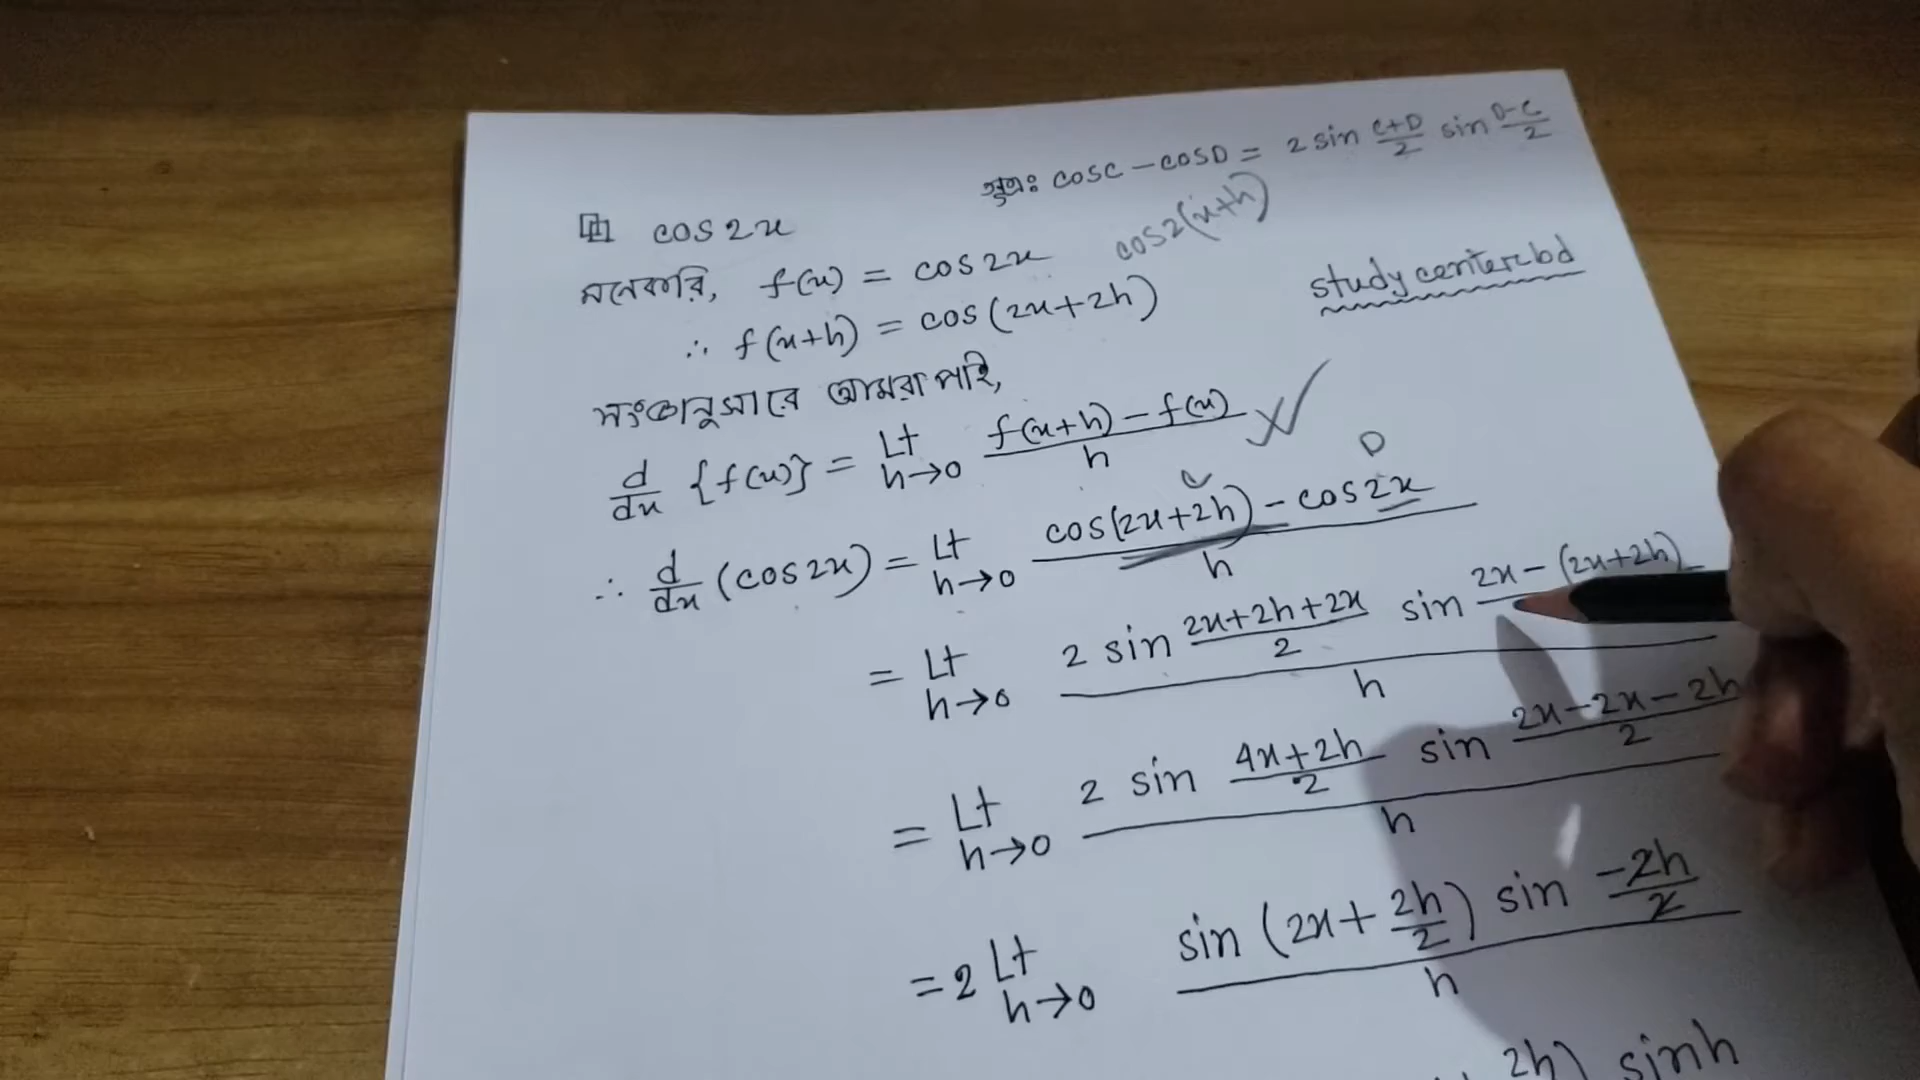 সূত্রঃ cosC - cosD = 2 sin (C+D)/2 sin (D-C)/2
cos 2x
cos2(x+h)
মনেকরি, f(x) = cos 2x
∴ f(x+h) = cos (2x+2h)
study centerbd
সংজ্ঞানুসারে আমরা পাই,
d/dx {f(x)} = Lt h→0 (f(x+h) - f(x))/h
C D
∴ d/dx (cos 2x) = Lt h→0 (cos(2x+2h) - cos 2x)/h
= Lt h→0 (2 sin (2x+2h+2x)/2 sin (2x-(2x+2h)))/h
= Lt h→0 (2 sin (4x+2h)/2 sin (2x-2x-2h)/2)/h
= 2 Lt h→0 (sin (2x + 2h/2) sin (-2h)/2)/h
2h) sinh